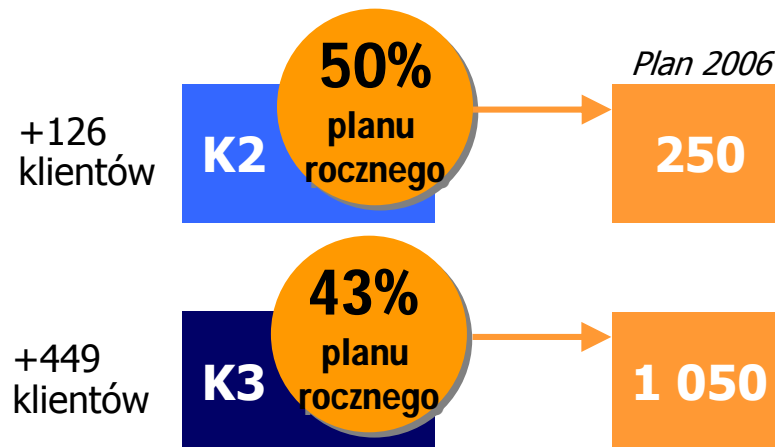 Plan 2006
+126
klientów
K2
50%
planu
rocznego
250
+449
klientów
K3
43%
planu
rocznego
1 050